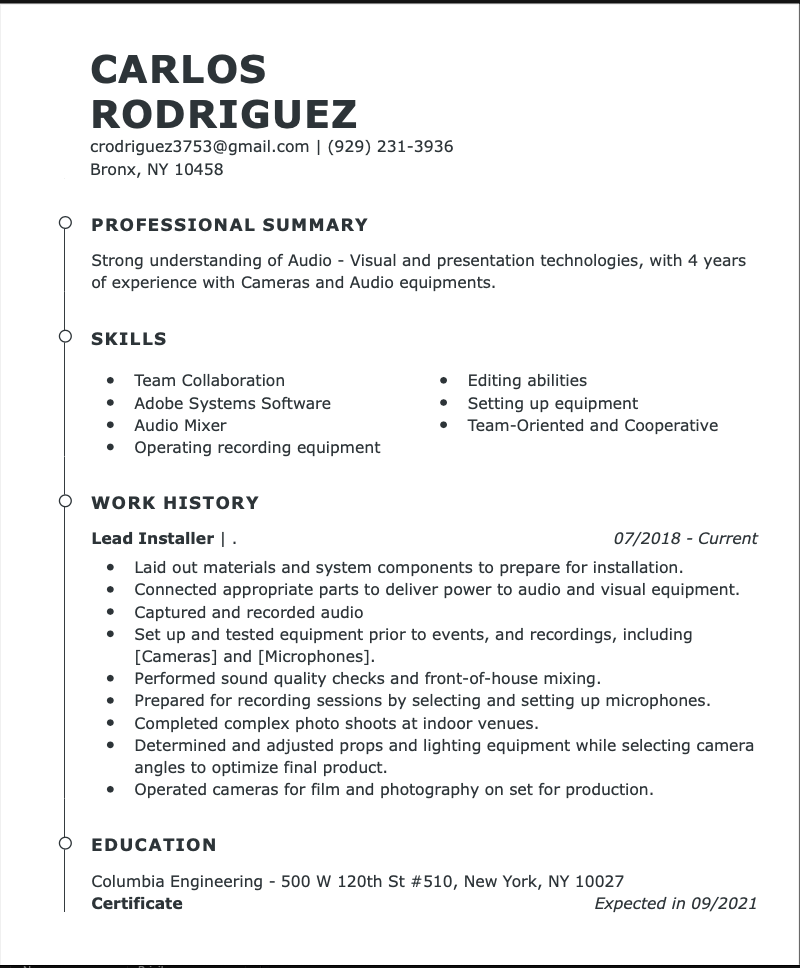 CARLOS
RODRIGUEZ
crodriguez3753@gmail.com | (929) 231-3936
Bronx, NY 10458
PROFESSIONAL SUMMARY
Strong understanding of Audio - Visual and presentation technologies, with 4 years
of experience with Cameras and Audio equipments.
SKILLS
• Team Collaboration
• Adobe Systems Software
• Audio Mixer
• Operating recording equipment
• Editing abilities
• Setting up equipment
• Team-Oriented and Cooperative
WORK HISTORY
Lead Installer | . 07/2018 - Current
• Laid out materials and system components to prepare for installation.
• Connected appropriate parts to deliver power to audio and visual equipment.
• Captured and recorded audio
• Set up and tested equipment prior to events, and recordings, including
[Cameras] and [Microphones].
• Performed sound quality checks and front-of-house mixing.
• Prepared for recording sessions by selecting and setting up microphones.
• Completed complex photo shoots at indoor venues.
• Determined and adjusted props and lighting equipment while selecting camera
angles to optimize final product.
• Operated cameras for film and photography on set for production.
EDUCATION
Columbia Engineering - 500 W 120th St #510, New York, NY 10027
Certificate Expected in 09/2021